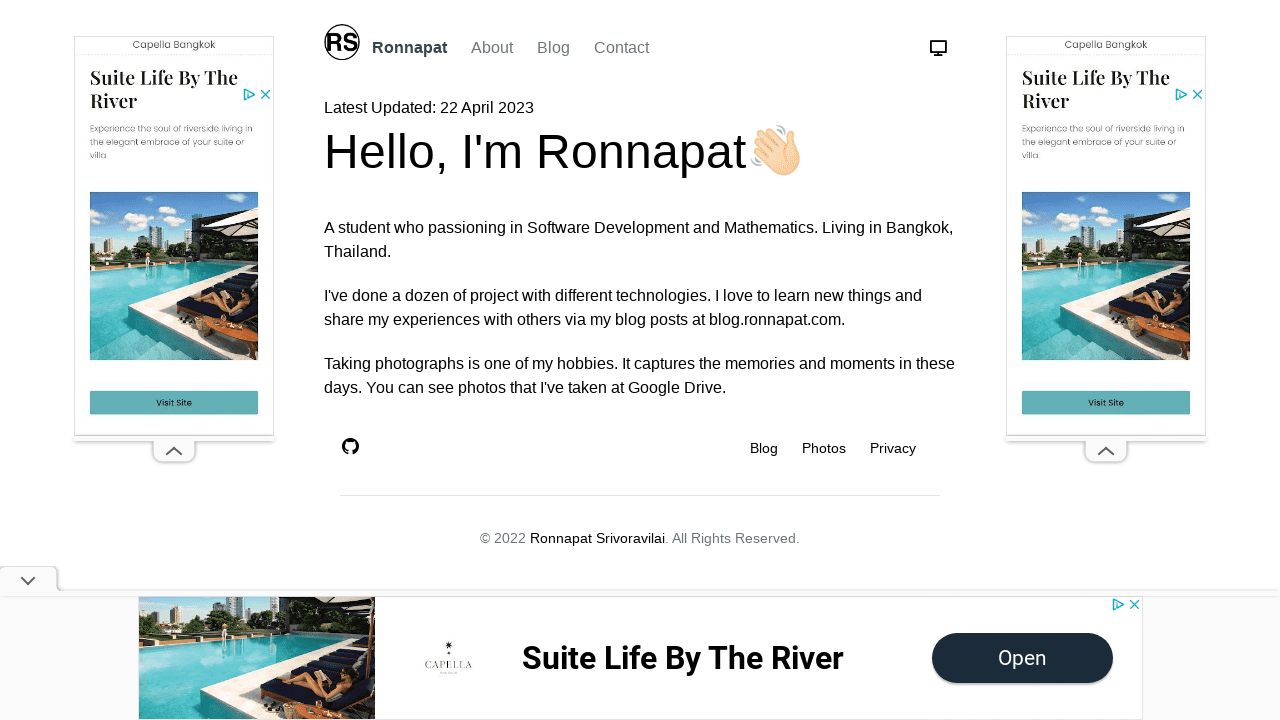 RS
Ronnapat
About
Blog
Contact
Latest Updated: 22 April 2023
Hello, I'm Ronnapat
A student who passioning in Software Development and Mathematics. Living in Bangkok,
Thailand.
I've done a dozen of project with different technologies. I love to learn new things and
share my experiences with others via my blog posts at blog.ronnapat.com.
Taking photographs is one of my hobbies. It captures the memories and moments in these
days. You can see photos that I've taken at Google Drive.
Blog
Photos
Privacy
© 2022 Ronnapat Srivoravilai. All Rights Reserved.
Capella Bangkok
Suite Life By The
River
Experience the soul of riverside living in
the elegant embrace of your suite or
villa.
Visit Site
Capella Bangkok
Suite Life By The
River
Experience the soul of riverside living in
the elegant embrace of your suite or
villa.
Visit Site
CAPELLA
Suite Life By The River
Open